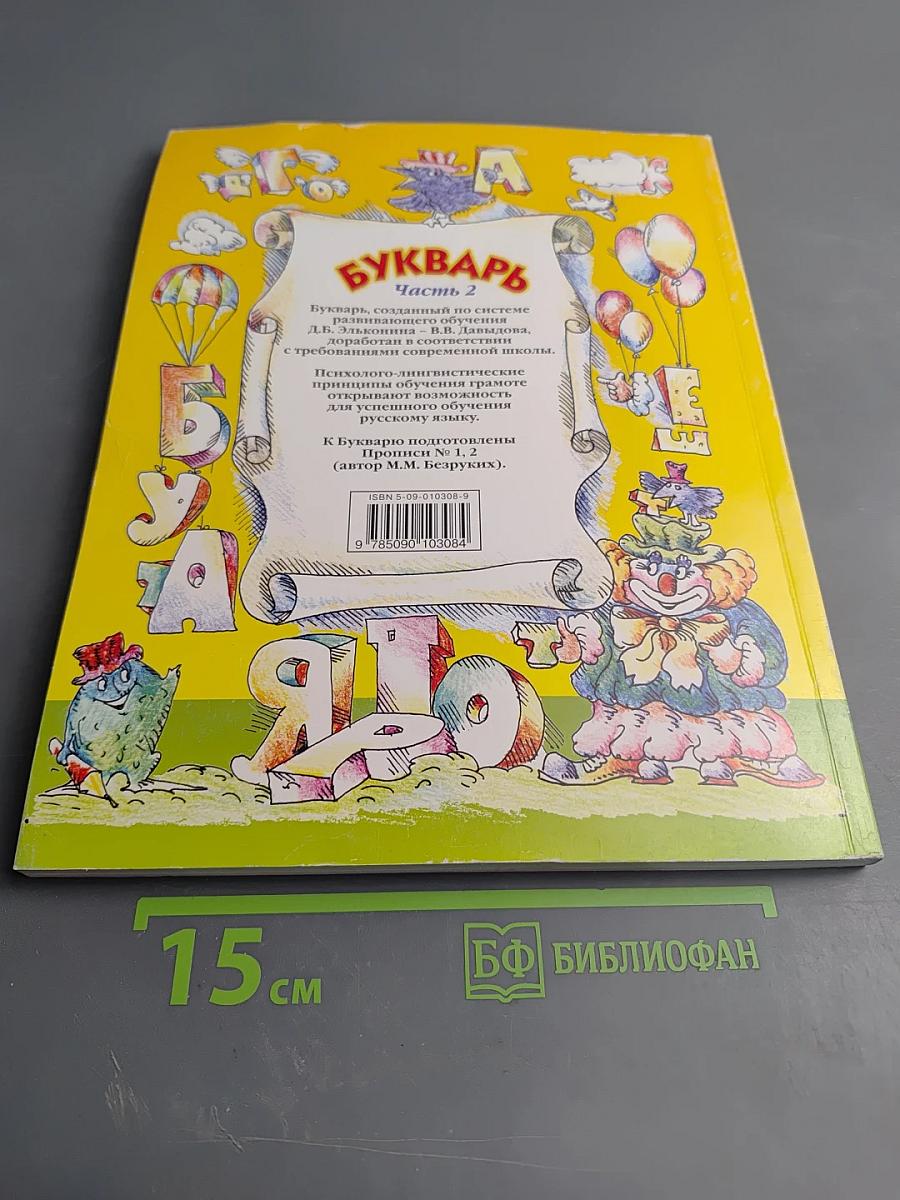 Г
А
БУКВАРЬ
Часть 2
Букварь, созданный по системе
развивающего обучения
Д.Б. Эльконина – В.В. Давыдова,
доработан в соответствии
с требованиями современной школы.
Психолого-лингвистические
принципы обучения грамоте
открывают возможность
для успешного обучения
русскому языку.
К Букварю подготовлены
Прописи № 1, 2
(автор М.М. Безруких).
ISBN 5-09-010308-9
9 785090 103084
Б
У
Д
Я
О
Т
15 см
БФ БИБЛИОФАН